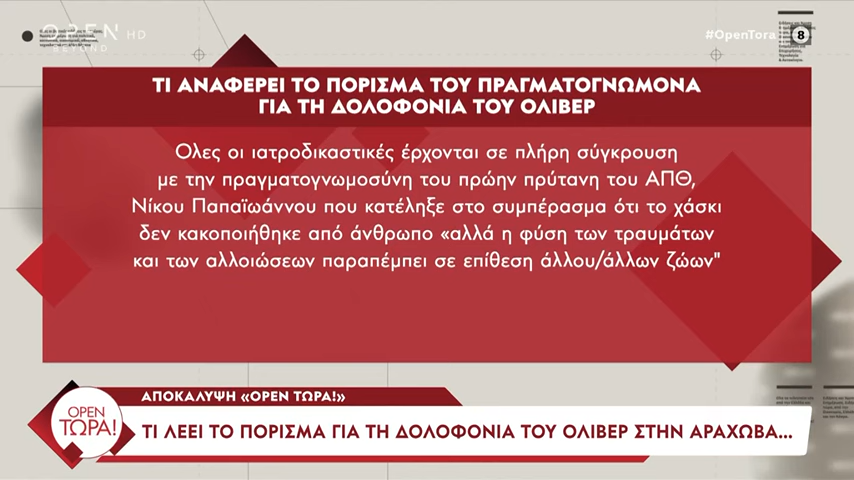 OPEN HD
BEYOND
#OpenTora
8
ΤΙ ΑΝΑΦΕΡΕΙ ΤΟ ΠΟΡΙΣΜΑ ΤΟΥ ΠΡΑΓΜΑΤΟΓΝΩΜΟΝΑ
ΓΙΑ ΤΗ ΔΟΛΟΦΟΝΙΑ ΤΟΥ ΟΛΙΒΕΡ
Ολες οι ιατροδικαστικές έρχονται σε πλήρη σύγκρουση
με την πραγματογνωμοσύνη του πρώην πρύτανη του ΑΠΘ,
Νίκου Παπαϊωάννου που κατέληξε στο συμπέρασμα ότι το χάσκι
δεν κακοποιήθηκε από άνθρωπο «αλλά η φύση των τραυμάτων
και των αλλοιώσεων παραπέμπει σε επίθεση άλλου/άλλων ζώων"
ΑΠΟΚΑΛΥΨΗ «OPEN ΤΩΡΑ!»
OPEN
ΤΩΡΑ!
ΤΙ ΛΕΕΙ ΤΟ ΠΟΡΙΣΜΑ ΓΙΑ ΤΗ ΔΟΛΟΦΟΝΙΑ ΤΟΥ ΟΛΙΒΕΡ ΣΤΗΝ ΑΡΑΧΩΒΑ...